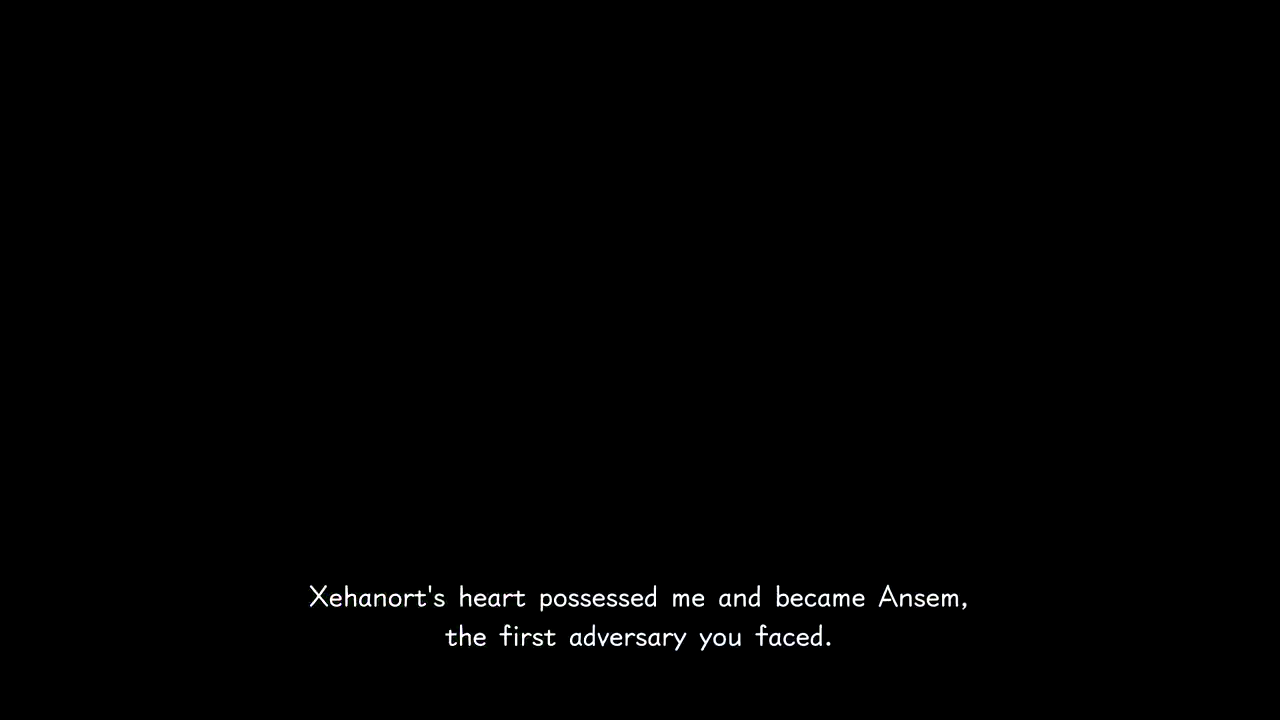 Xehanort's heart possessed me and became Ansem,
the first adversary you faced.